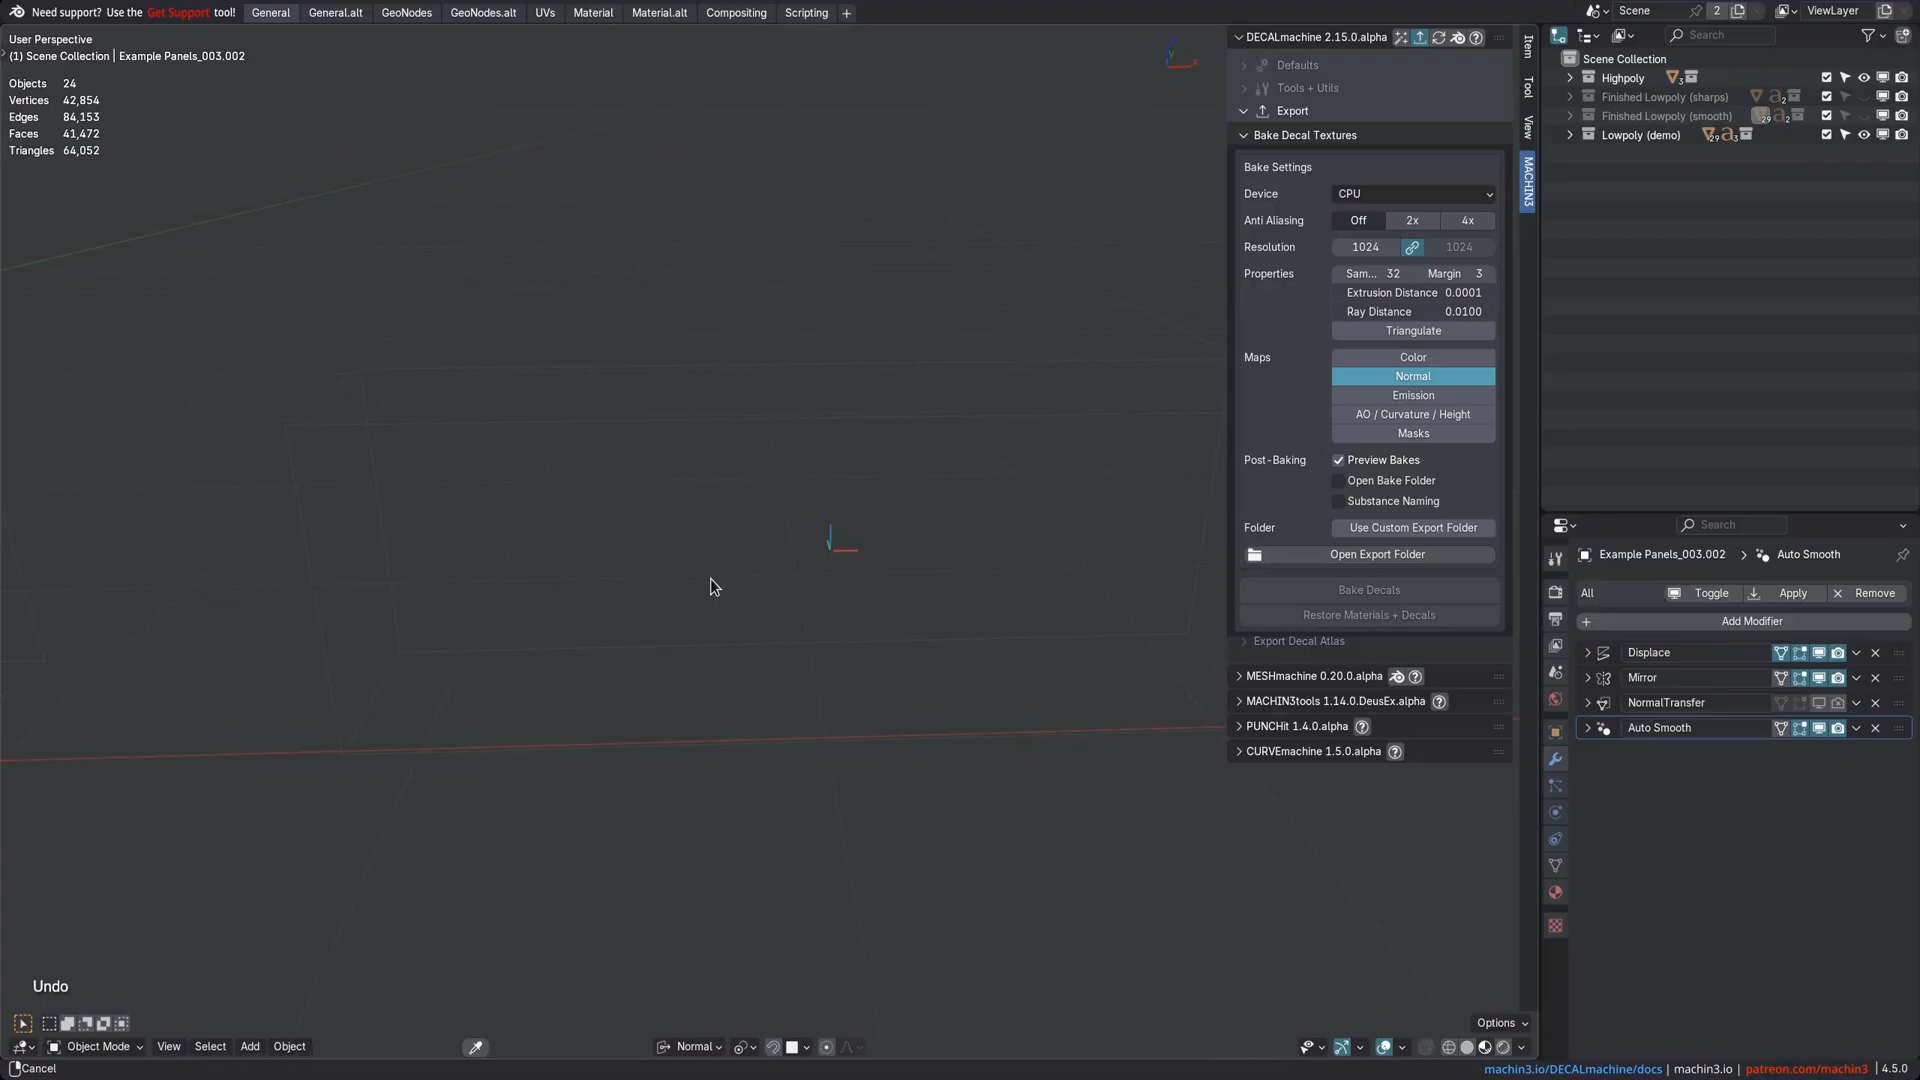 Need support? Use the Get Support tool! General General.alt GeoNodes GeoNodes.alt UVs Material Material.alt Compositing Scripting +
Scene 2 ViewLayer
User Perspective
(1) Scene Collection | Example Panels_003.002
Objects 24
Vertices 42,854
Edges 84,153
Faces 41,472
Triangles 64,052
DECALmachine 2.15.0.alpha
Defaults
Tools + Utils
Export
Bake Decal Textures
Bake Settings
Device CPU
Anti Aliasing Off 2x 4x
Resolution 1024 1024
Properties Sam... 32 Margin 3
Extrusion Distance 0.0001
Ray Distance 0.0100
Triangulate
Maps Color
Normal
Emission
AO / Curvature / Height
Masks
Post-Baking Preview Bakes
Open Bake Folder
Substance Naming
Folder Use Custom Export Folder
Open Export Folder
Bake Decals
Restore Materials + Decals
Export Decal Atlas
MESHmachine 0.20.0.alpha
MACHIN3tools 1.14.0.DeusEx.alpha
PUNCHit 1.4.0.alpha
CURVEmachine 1.5.0.alpha
Item
Tool
View
MACHIN3
Search
Scene Collection
Highpoly 3
Finished Lowpoly (sharps) 2
Finished Lowpoly (smooth) 29 2
Lowpoly (demo) 29 3
Search
Example Panels_003.002 > Auto Smooth
All Toggle Apply Remove
Add Modifier
Displace
Mirror
NormalTransfer
Auto Smooth
Undo
Options
Object Mode View Select Add Object Normal
Cancel
machin3.io/DECALmachine/docs | machin3.io | patreon.com/machin3 | 4.5.0